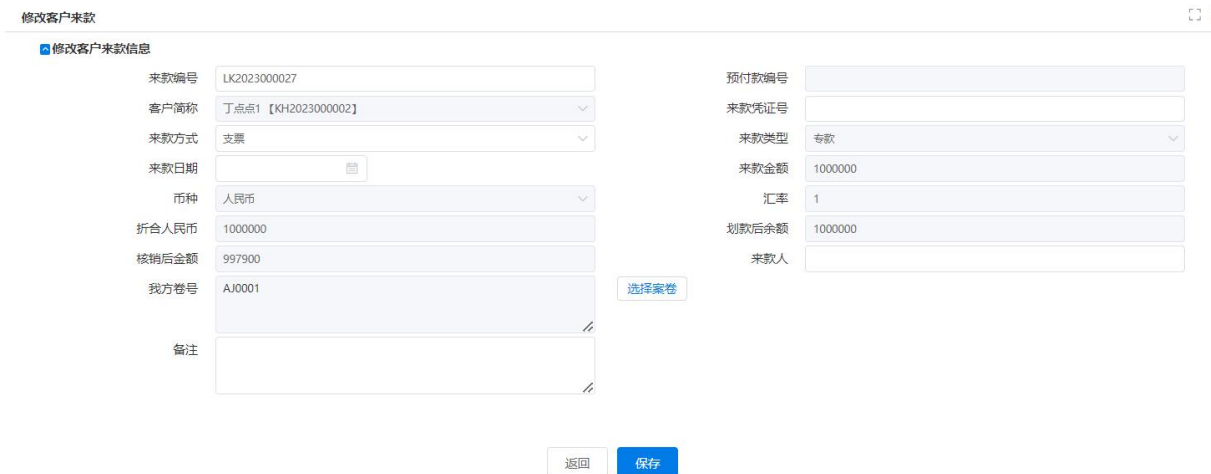 修改客户来款
修改客户来款信息
来款编号 LK2023000027 预付款编号
客户简称 丁点点1 【KH2023000002】 来款凭证号
来款方式 支票 来款类型 专款
来款日期 来款金额 1000000
币种 人民币 汇率 1
折合人民币 1000000 划款后余额 1000000
核销后金额 997900 来款人
我方卷号 AJ0001 选择案卷
备注
返回 保存